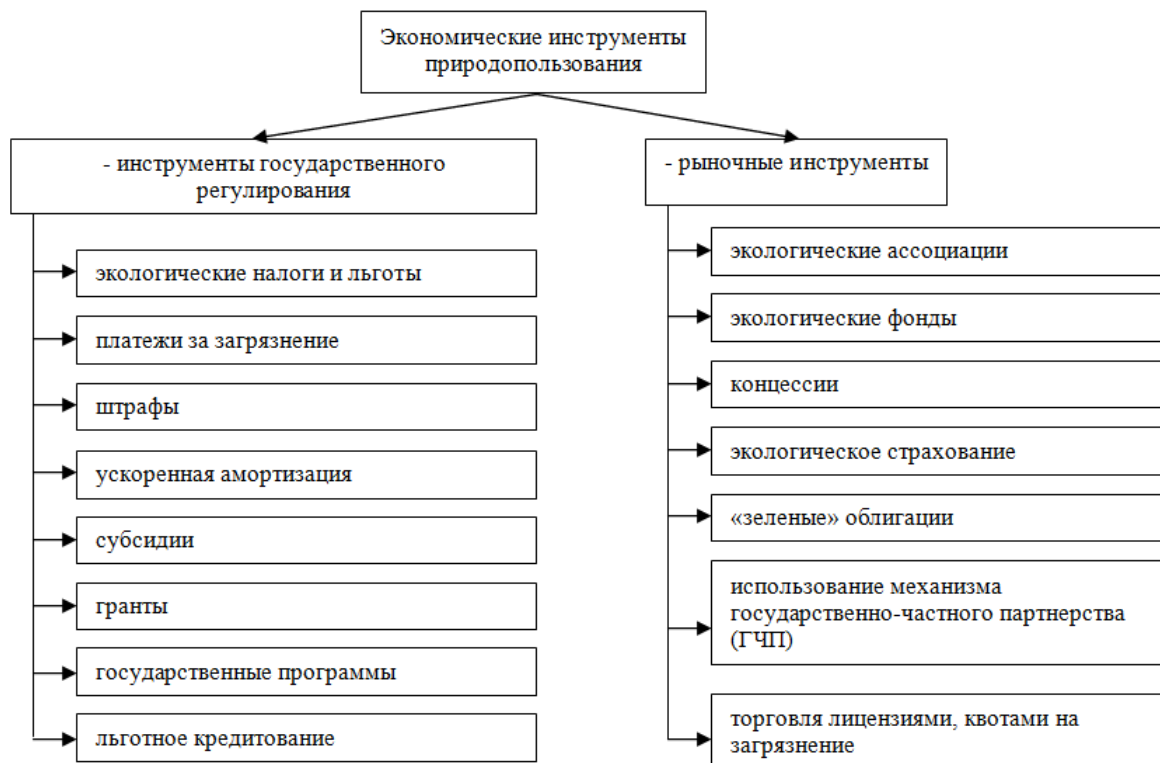 Экономические инструменты
природопользования
- инструменты государственного
регулирования
экологические налоги и льготы
платежи за загрязнение
штрафы
ускоренная амортизация
субсидии
гранты
государственные программы
льготное кредитование
- рыночные инструменты
экологические ассоциации
экологические фонды
концессии
экологическое страхование
«зеленые» облигации
использование механизма
государственно-частного партнерства
(ГЧП)
торговля лицензиями, квотами на
загрязнение